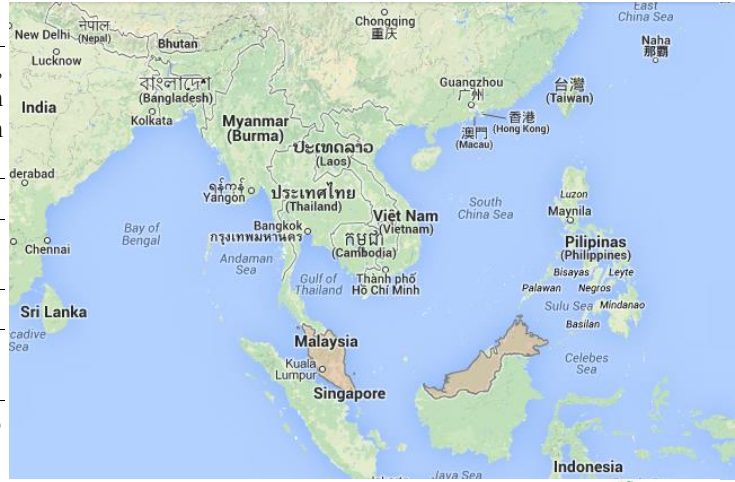 East
China Sea
New Delhi
नेपाल
(Nepal)
Bhutan
Chongqing
重庆
Naha
那覇
Lucknow
বাংলাদেশ
(Bangladesh)
Guangzhou
广州
台灣
(Taiwan)
India
Kolkata
Myanmar
(Burma)
香港
(Hong Kong)
澳門
(Macau)
ປະເທດລາວ
(Laos)
derabad
ရန်ကုန်
Yangon
ประเทศไทย
(Thailand)
Luzon
South
China Sea
Maynila
Việt Nam
(Vietnam)
Bay of
Bengal
Bangkok
กรุงเทพมหานคร
កម្ពុជា
(Cambodia)
Pilipinas
(Philippines)
Chennai
Andaman
Sea
Gulf of
Thailand
Thành phố
Hồ Chí Minh
Bisayas
Leyte
Palawan
Negros
Sulu Sea
Mindanao
Sri Lanka
Basilan
cadive
Sea
Malaysia
Celebes
Sea
Kuala
Lumpur
Singapore
Indonesia
Java Sea